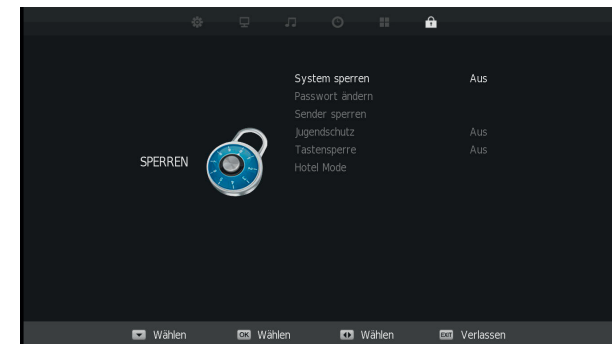 System sperren Aus
Passwort ändern
Sender sperren
Jugendschutz Aus
Tastensperre Aus
SPERREN
Hotel Mode
Wählen OK Wählen Wählen EXIT Verlassen